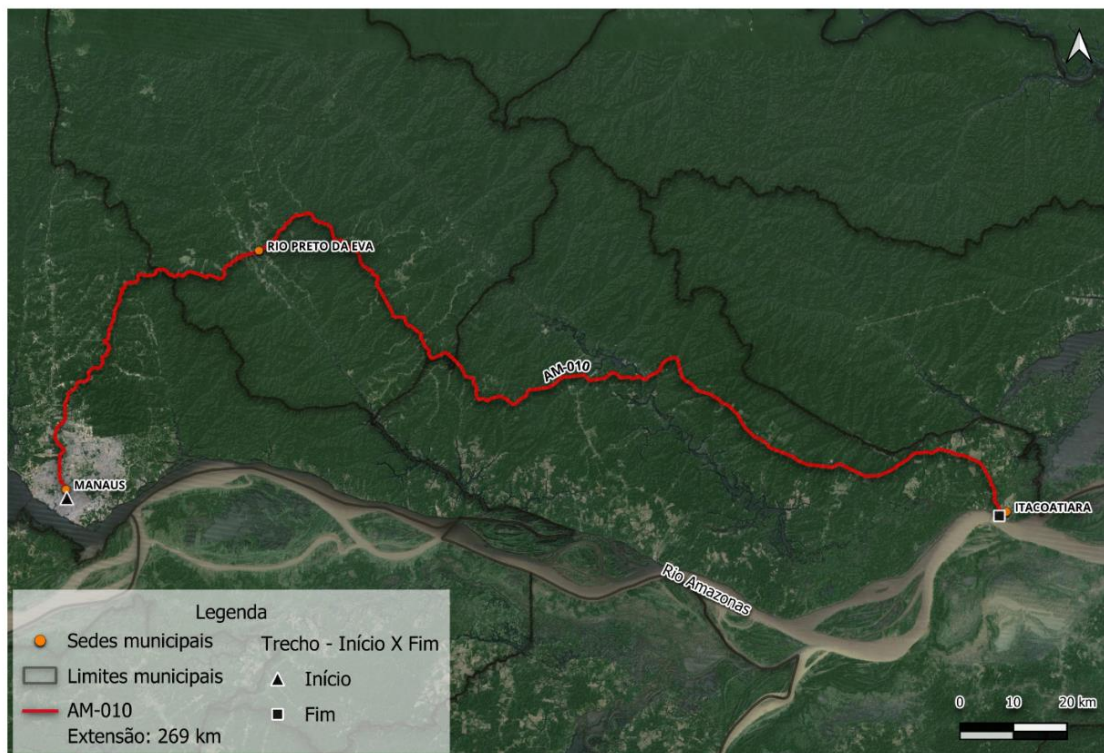 RIO PRETO DA EVA
AM-010
MANAUS
ITACOATIARA
Rio Amazonas
Legenda
Sedes municipais
Limites municipais
AM-010
Extensão: 269 km
Trecho - Início X Fim
Início
Fim
0 10 20 km